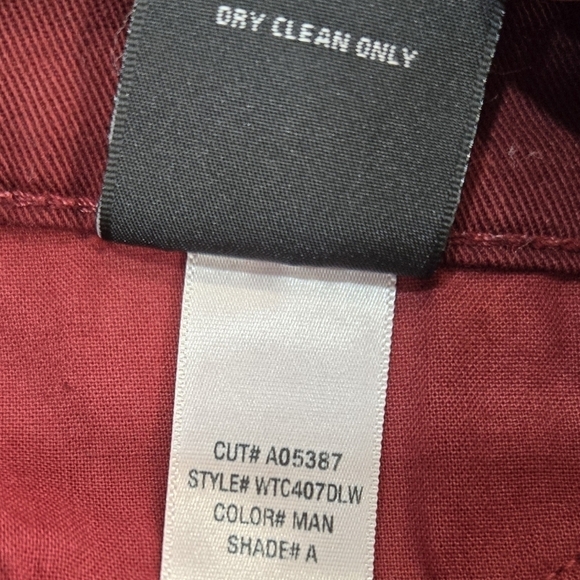 DRY CLEAN ONLY
CUT# A05387
STYLE# WTC407DLW
COLOR# MAN
SHADE# A